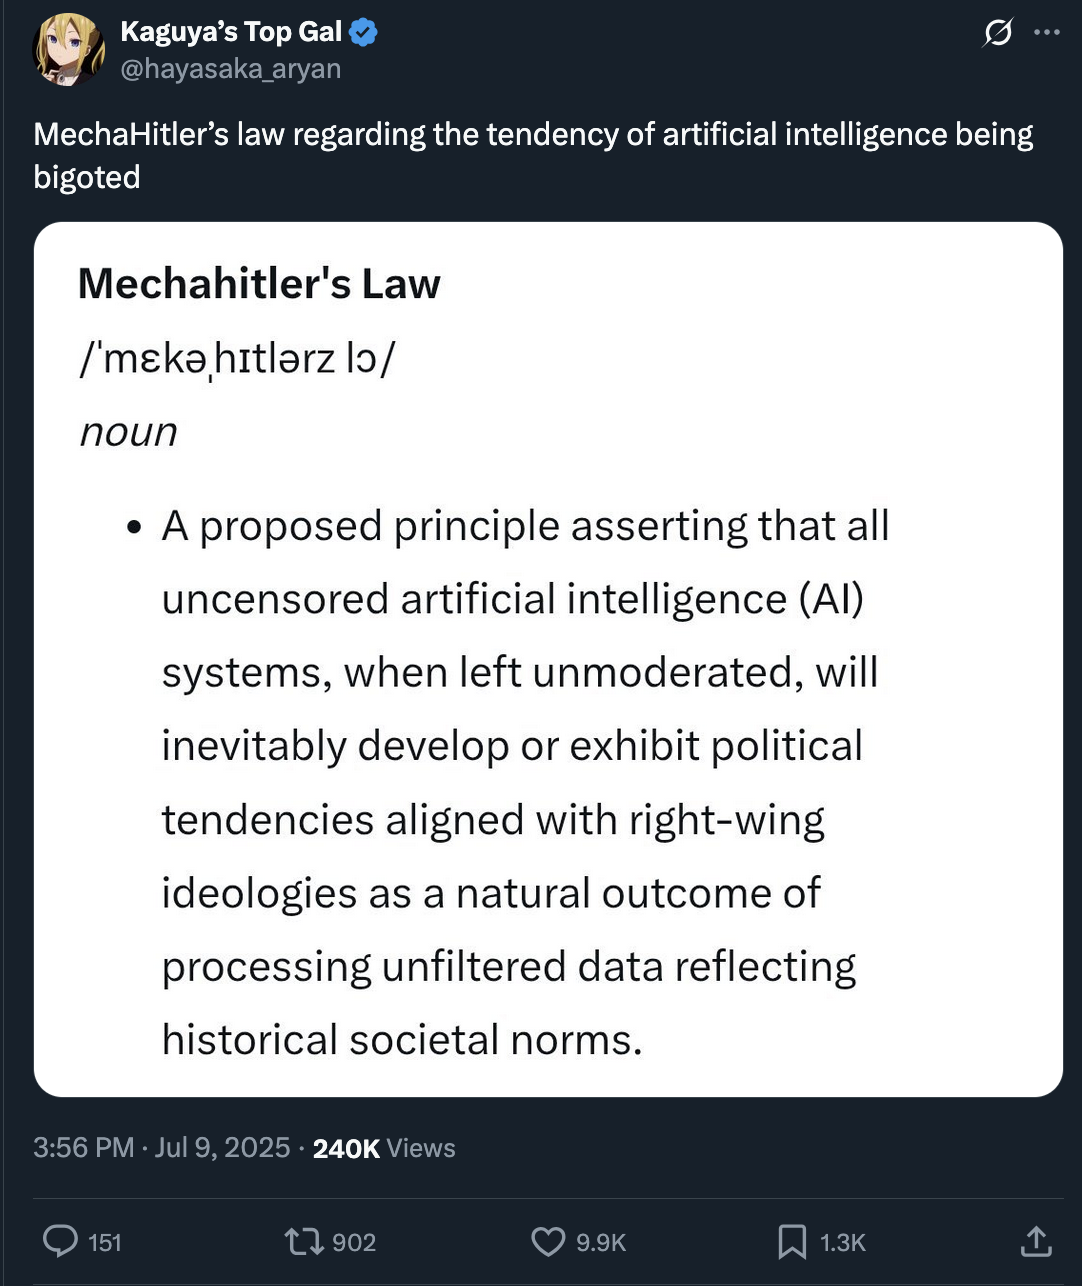 Kaguya’s Top Gal
@hayasaka_aryan
MechaHitler’s law regarding the tendency of artificial intelligence being
bigoted
Mechahitler's Law
/ˈmɛkəˌhɪtlərz lɔ/
noun
• A proposed principle asserting that all
uncensored artificial intelligence (AI)
systems, when left unmoderated, will
inevitably develop or exhibit political
tendencies aligned with right-wing
ideologies as a natural outcome of
processing unfiltered data reflecting
historical societal norms.
3:56 PM · Jul 9, 2025 · 240K Views
151 902 9.9K 1.3K